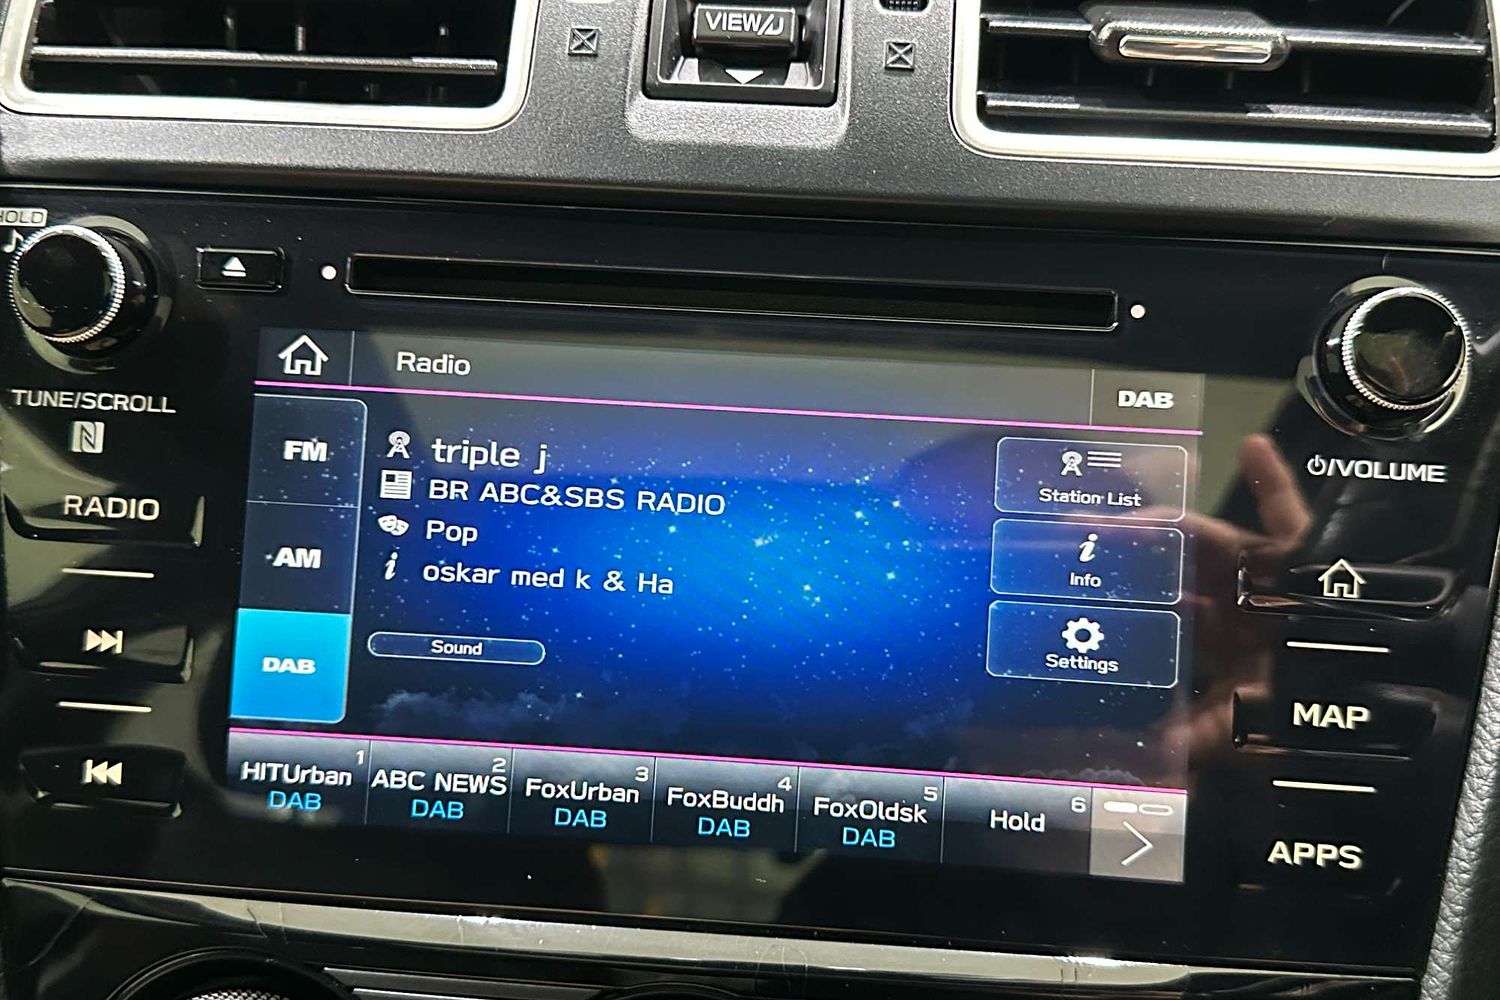 VIEW/
HOLD
TUNE/SCROLL
N
RADIO
Radio
DAB
FM
AM
DAB
triple j
BR ABC&SBS RADIO
Pop
i oskar med k & Ha
Sound
Station List
i
Info
Settings
1
HITUrban
DAB
2
ABC NEWS
DAB
3
FoxUrban
DAB
4
FoxBuddh
DAB
5
FoxOldsk
DAB
6
Hold
/VOLUME
MAP
APPS